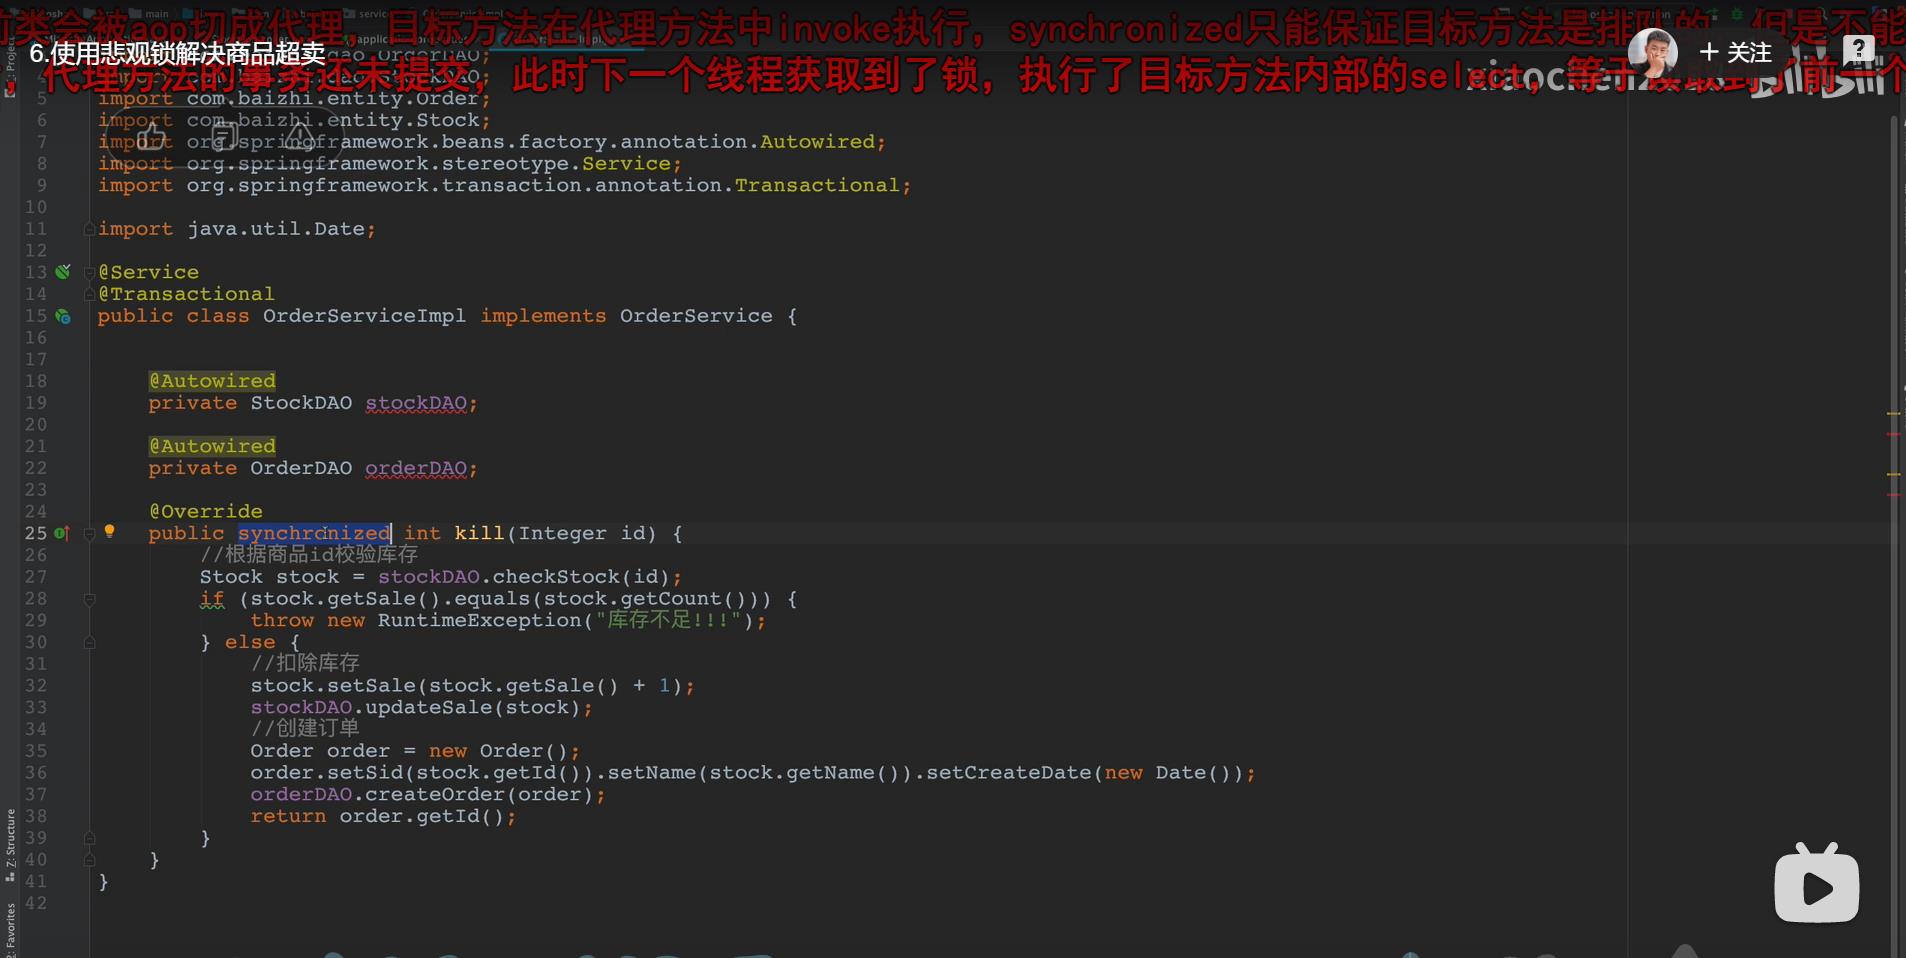 类会被aop切成代理，目标方法在代理方法中invoke执行，synchronized只能保证目标方法是排队的，但是不能
6.使用悲观锁解决商品超卖
关注
，代理方法的事务还未提交，此时下一个线程获取到了锁，执行了目标方法内部的select，等于读取到了前一个
5 import com.baizhi.entity.Order;
6 import com.baizhi.entity.Stock;
7 import org.springframework.beans.factory.annotation.Autowired;
8 import org.springframework.stereotype.Service;
9 import org.springframework.transaction.annotation.Transactional;
10
11 import java.util.Date;
12
13 @Service
14 @Transactional
15 public class OrderServiceImpl implements OrderService {
16
17
18 @Autowired
19 private StockDAO stockDAO;
20
21 @Autowired
22 private OrderDAO orderDAO;
23
24 @Override
25 public synchronized int kill(Integer id) {
26 //根据商品id校验库存
27 Stock stock = stockDAO.checkStock(id);
28 if (stock.getSale().equals(stock.getCount())) {
29 throw new RuntimeException("库存不足!!!");
30 } else {
31 //扣除库存
32 stock.setSale(stock.getSale() + 1);
33 stockDAO.updateSale(stock);
34 //创建订单
35 Order order = new Order();
36 order.setSid(stock.getId()).setName(stock.getName()).setCreateDate(new Date());
37 orderDAO.createOrder(order);
38 return order.getId();
39 }
40 }
41 }
42
Z: Structure
2: Favorites